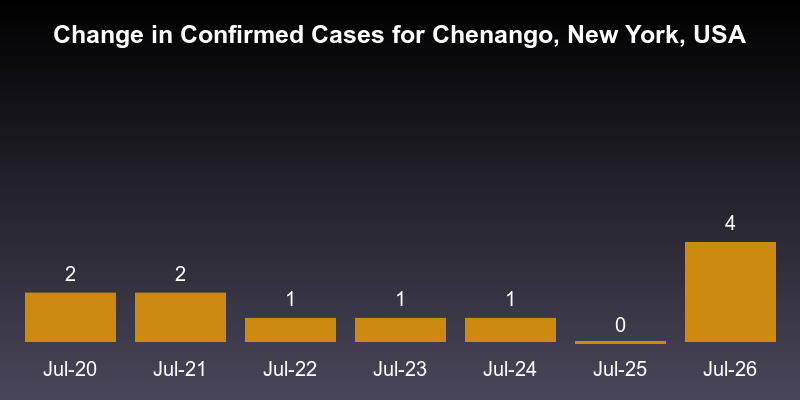 Change in Confirmed Cases for Chenango, New York, USA
2 2 1 1 1 0 4
Jul-20 Jul-21 Jul-22 Jul-23 Jul-24 Jul-25 Jul-26